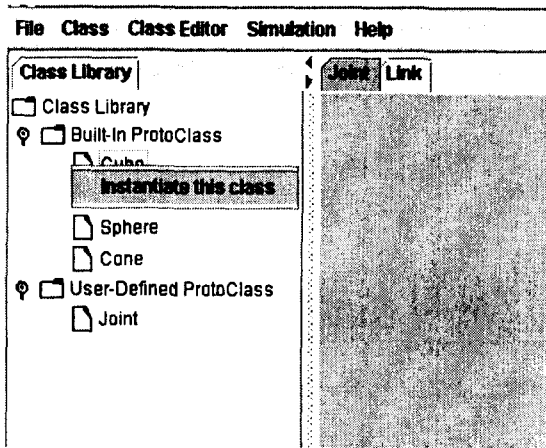 File Class Class Editor Simulation Help
Class Library Joint Link
Class Library
Built-In ProtoClass
Cube
Instantiate this class
Sphere
Cone
User-Defined ProtoClass
Joint